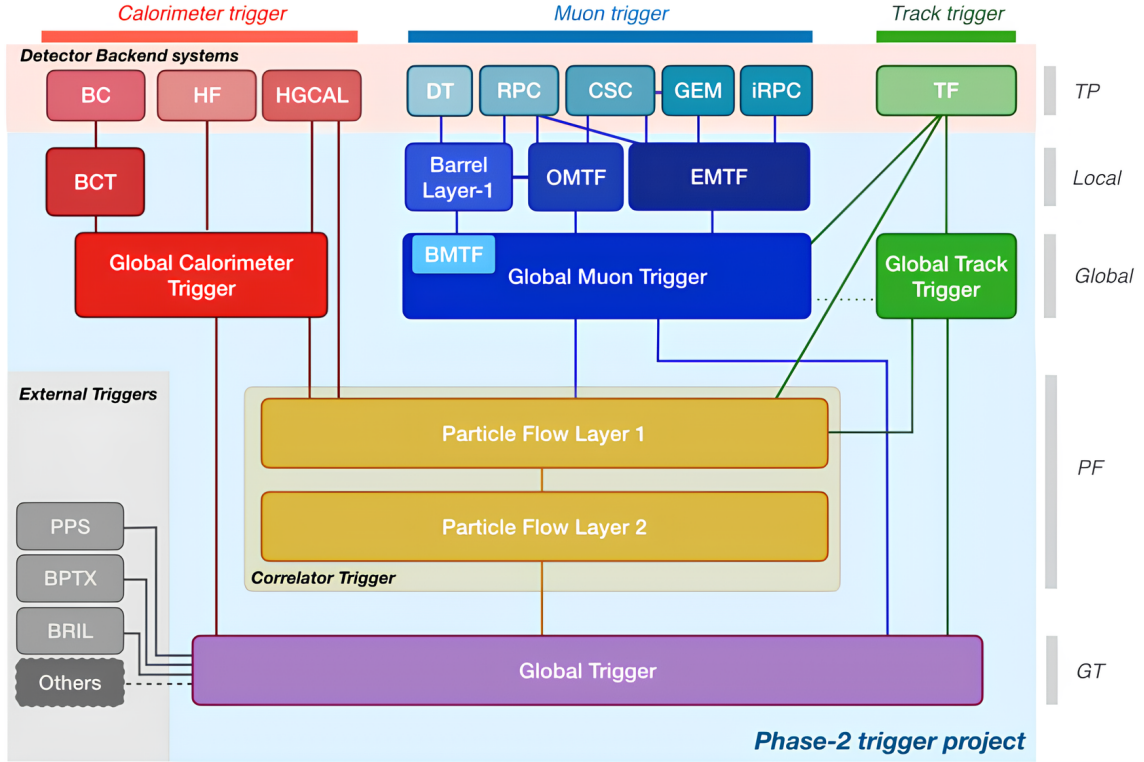 Calorimeter trigger
Muon trigger
Track trigger
Detector Backend systems
BC
HF
HGCAL
DT
RPC
CSC
GEM
iRPC
TF
TP
BCT
Barrel
Layer-1
OMTF
EMTF
Local
Global Calorimeter
Trigger
BMTF
Global Muon Trigger
Global Track
Trigger
Global
External Triggers
Particle Flow Layer 1
PF
Particle Flow Layer 2
Correlator Trigger
PPS
BPTX
BRIL
Others
Global Trigger
GT
Phase-2 trigger project